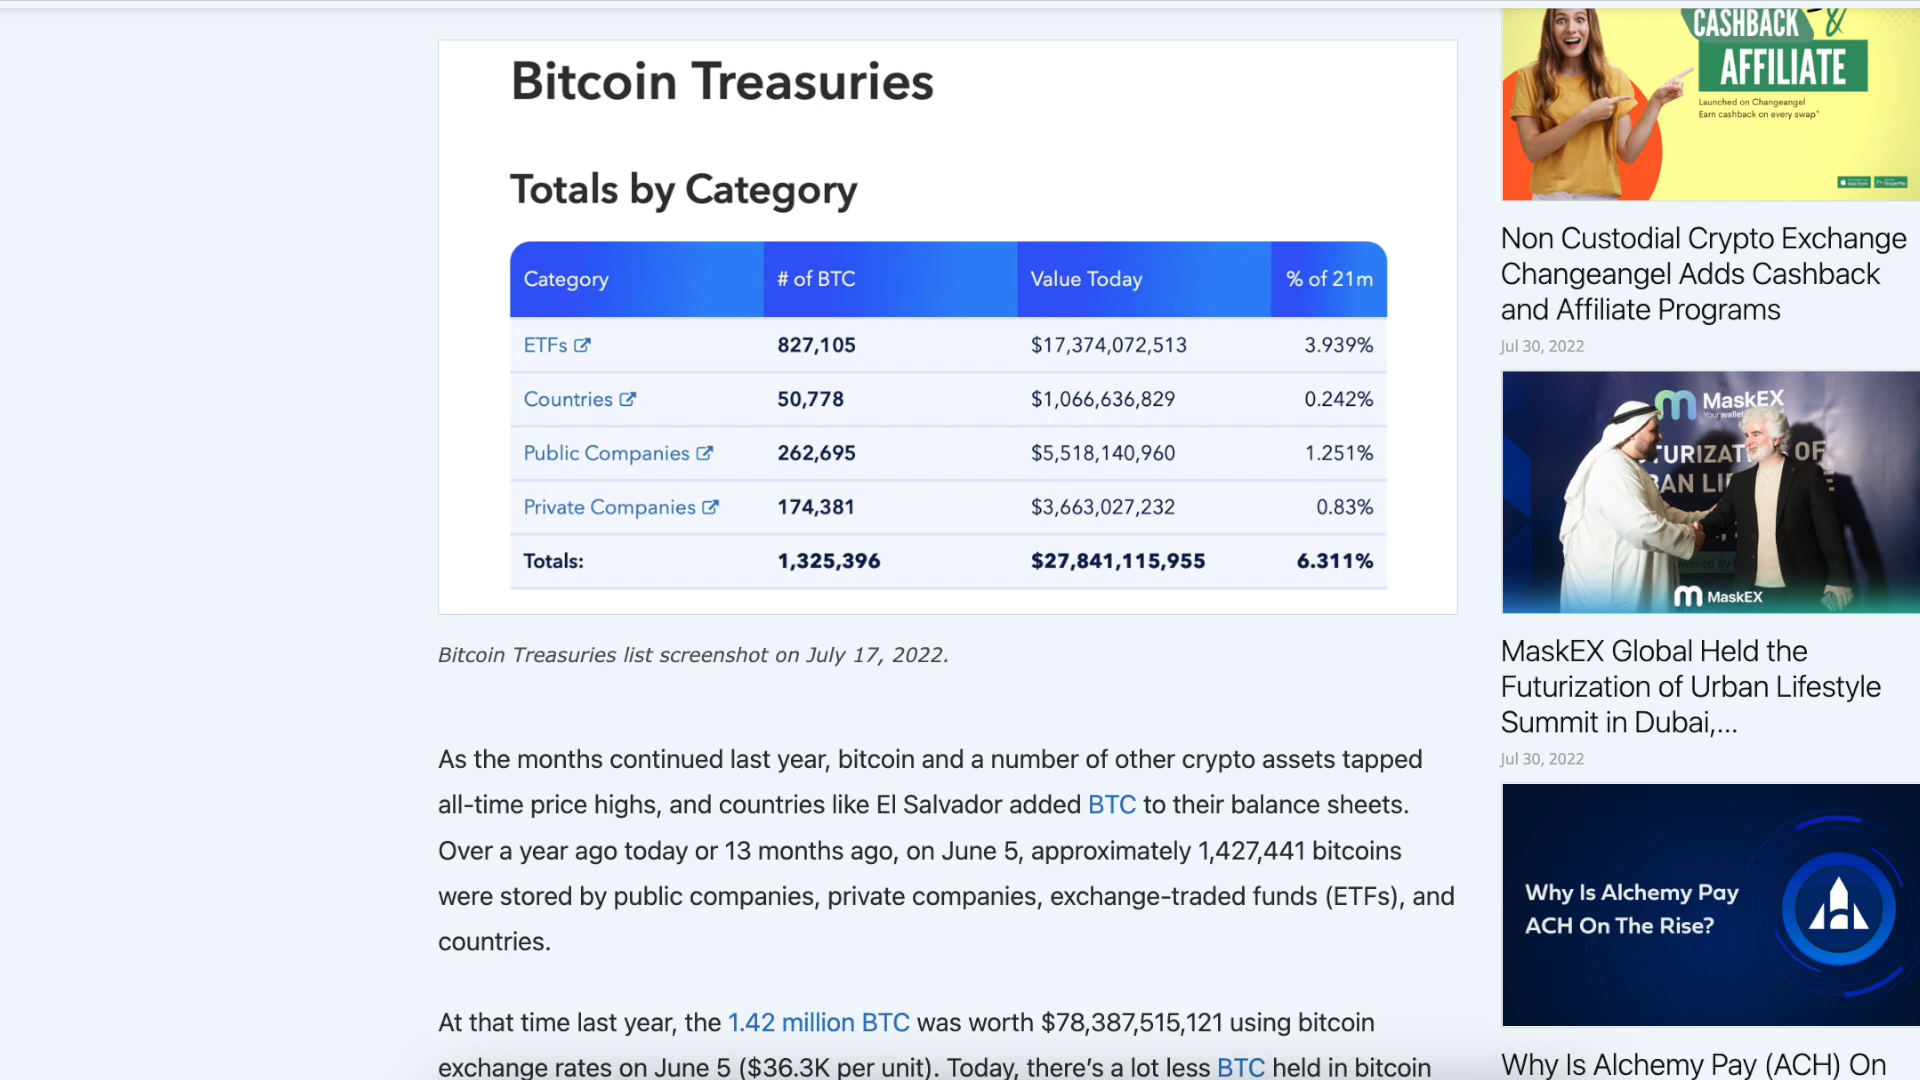 Bitcoin Treasuries
Totals by Category
Category # of BTC Value Today % of 21m
ETFs 827,105 $17,374,072,513 3.939%
Countries 50,778 $1,066,636,829 0.242%
Public Companies 262,695 $5,518,140,960 1.251%
Private Companies 174,381 $3,663,027,232 0.83%
Totals: 1,325,396 $27,841,115,955 6.311%
Bitcoin Treasuries list screenshot on July 17, 2022.
As the months continued last year, bitcoin and a number of other crypto assets tapped
all-time price highs, and countries like El Salvador added BTC to their balance sheets.
Over a year ago today or 13 months ago, on June 5, approximately 1,427,441 bitcoins
were stored by public companies, private companies, exchange-traded funds (ETFs), and
countries.
At that time last year, the 1.42 million BTC was worth $78,387,515,121 using bitcoin
exchange rates on June 5 ($36.3K per unit). Today, there’s a lot less BTC held in bitcoin
CASHBACK &
AFFILIATE
Launched on Changeangel
Earn cashback on every swap*
Non Custodial Crypto Exchange
Changeangel Adds Cashback
and Affiliate Programs
Jul 30, 2022
MaskEX
Your wallet
TURIZAT OF
BAN LI E
MaskEX
MaskEX Global Held the
Futurization of Urban Lifestyle
Summit in Dubai,...
Jul 30, 2022
Why Is Alchemy Pay
ACH On The Rise?
Why Is Alchemy Pay (ACH) On